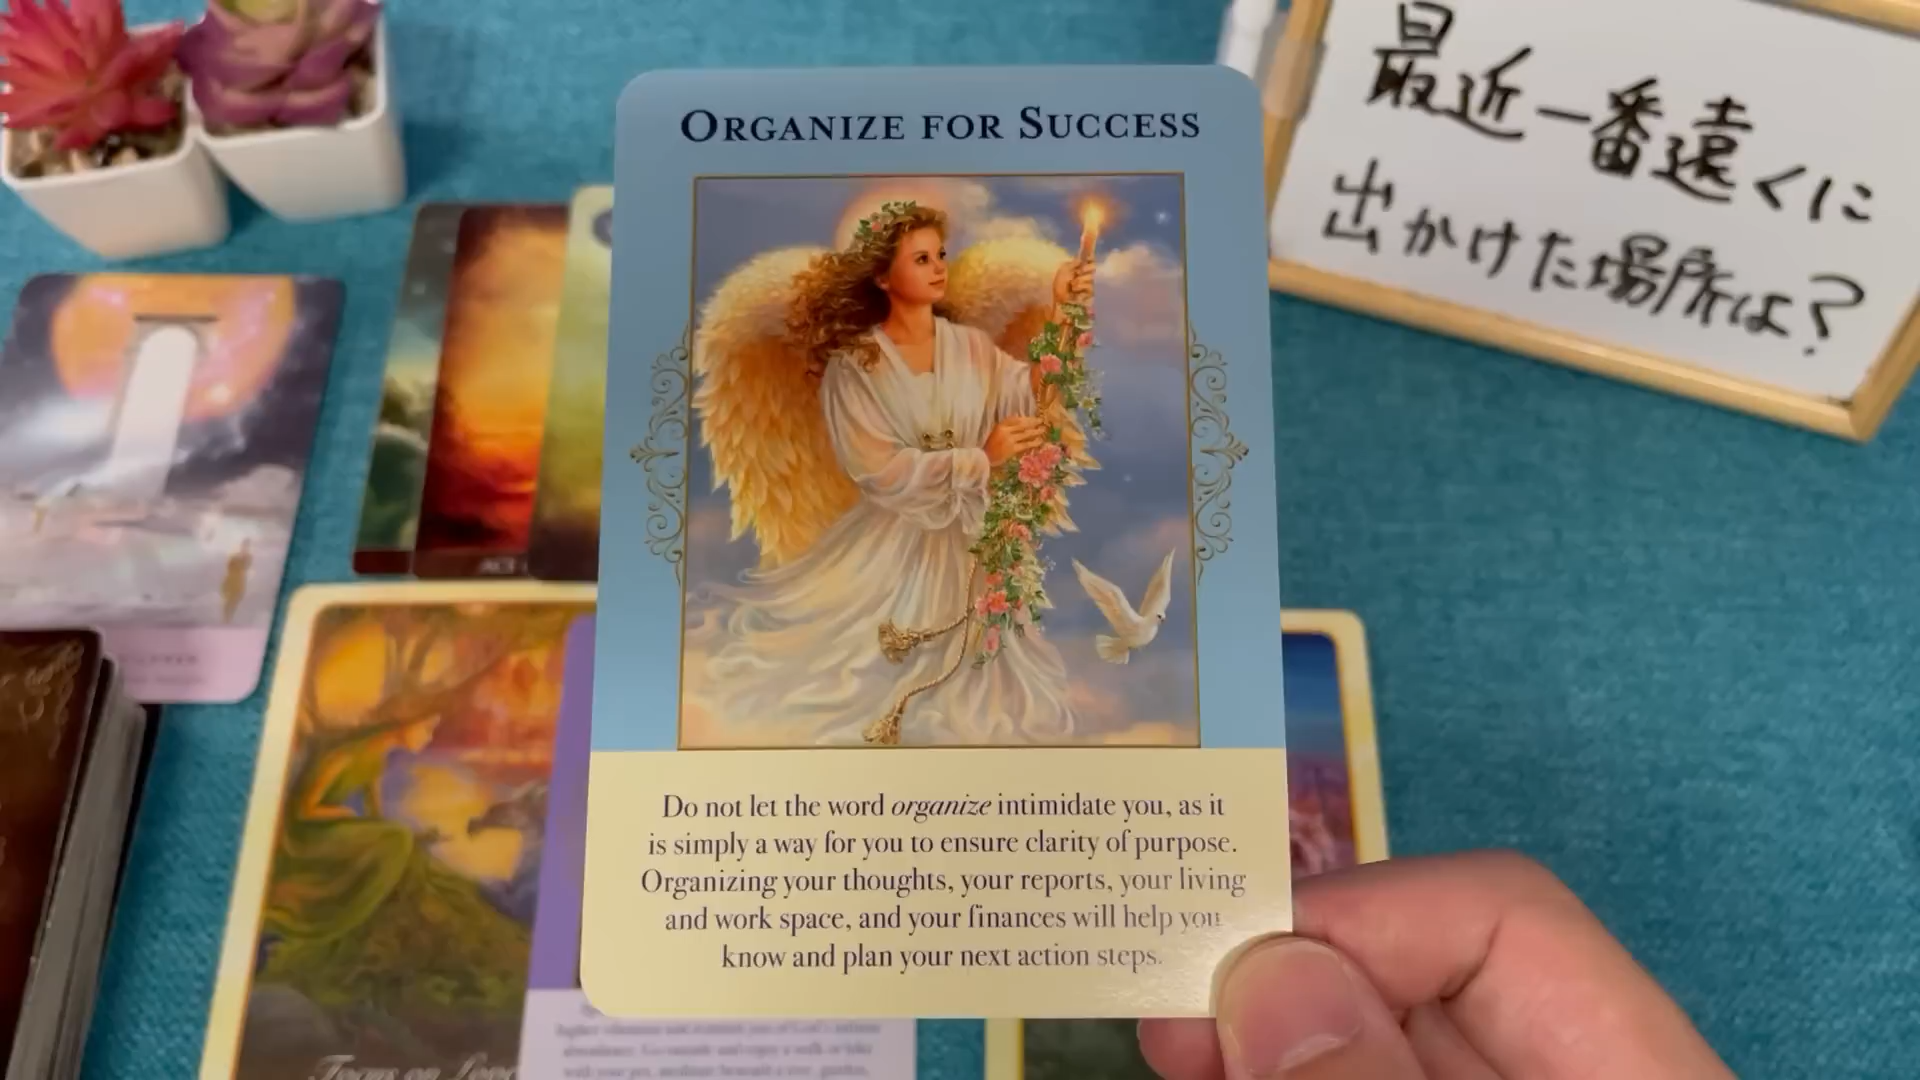 ORGANIZE FOR SUCCESS
Do not let the word organize intimidate you, as it
is simply a way for you to ensure clarity of purpose.
Organizing your thoughts, your reports, your living
and work space, and your finances will help you
know and plan your next action steps.
最近一番遠くに
出かけた場所は？
ACE
Focus on